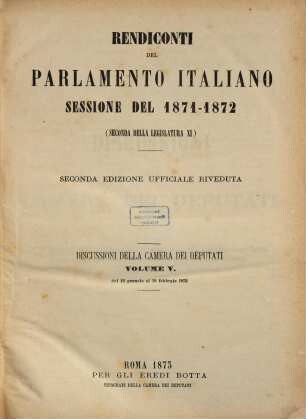 RENDICONTI
DEL
PARLAMENTO ITALIANO
SESSIONE DEL 1871-1872
(SECONDA DELLA LEGISLATURA XI)
SECONDA EDIZIONE UFFICIALE RIVEDUTA
DISCUSSIONI DELLA CAMERA DEI DEPUTATI
VOLUME V.
ROMA 1873
PER GLI EREDI BOTTA
TIPOGRAFI DELLA CAMERA DEI DEPUTATI